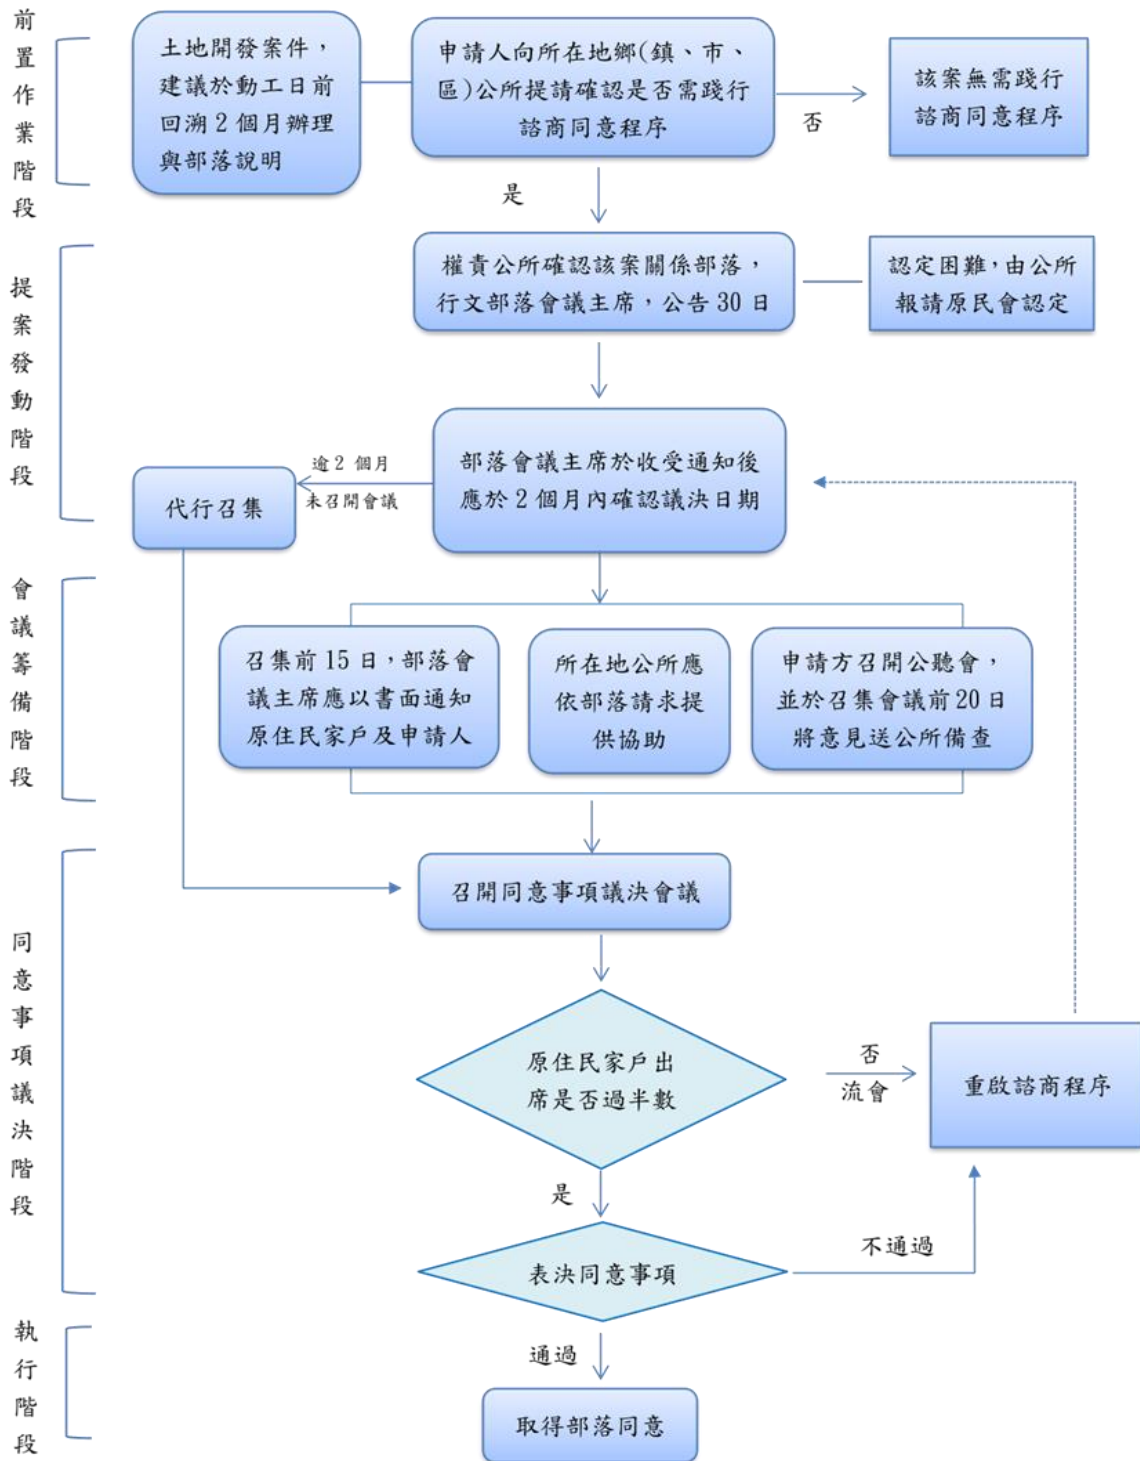 前置作業階段
土地開發案件，
建議於動工日前
回溯 2 個月辦理
與部落說明
申請人向所在地鄉(鎮、市、
區)公所提請確認是否需踐行
諮商同意程序
否
該案無需踐行
諮商同意程序
是
提案發動階段
權責公所確認該案關係部落，
行文部落會議主席，公告 30 日
認定困難，由公所
報請原民會認定
部落會議主席於收受通知後
應於 2 個月內確認議決日期
逾 2 個月
未召開會議
代行召集
會議籌備階段
召集前 15 日，部落會
議主席應以書面通知
原住民家戶及申請人
所在地公所應
依部落請求提
供協助
申請方召開公聽會，
並於召集會議前 20 日
將意見送公所備查
同意事項議決階段
召開同意事項議決會議
原住民家戶出
席是否過半數
否
流會
重啟諮商程序
是
表決同意事項
不通過
執行階段
通過
取得部落同意